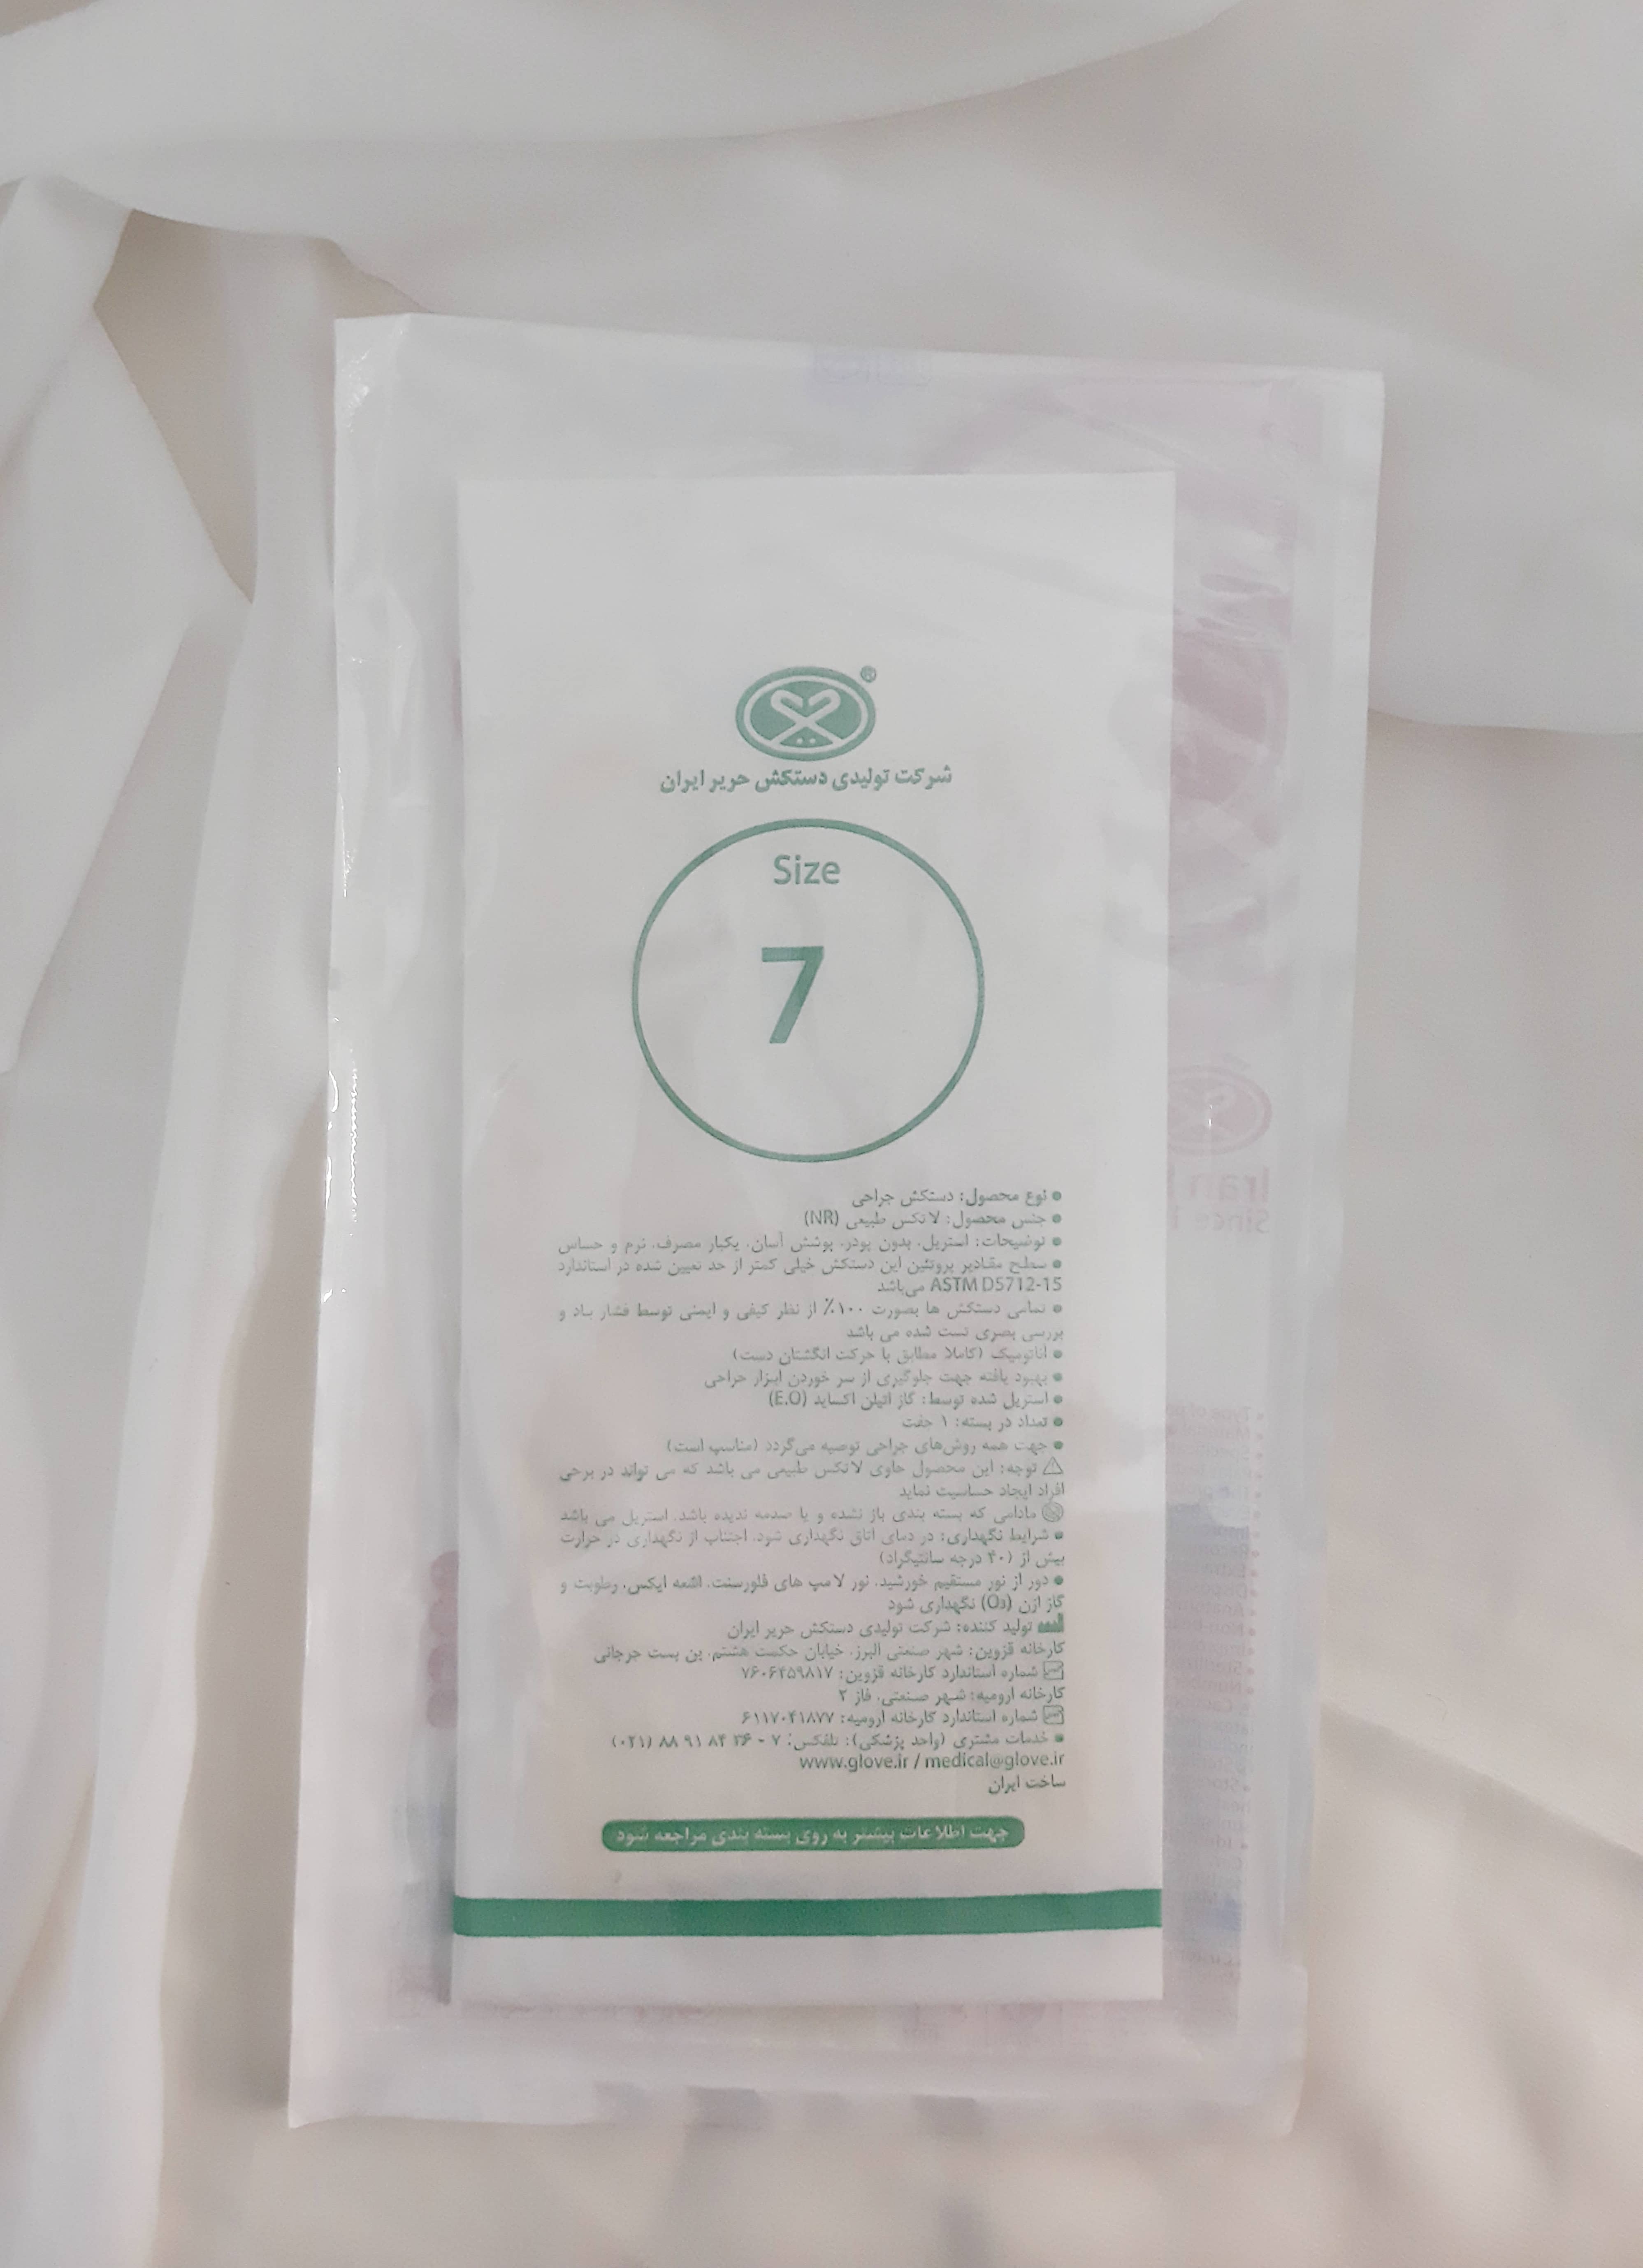 ®
شرکت تولیدی دستکش حریر ایران
Size
7
• نوع محصول: دستکش جراحی
• جنس محصول: لاتکس طبیعی (NR)
• توضیحات: استریل، بدون پودر، پوشش آسان، یکبار مصرف، نرم و حساس
• سطح مقادیر پروتئین این دستکش خیلی کمتر از حد تعیین شده در استاندارد
ASTM D5712-15 می‌باشد
• تمامی دستکش ها بصورت ۱۰۰٪ از نظر کیفی و ایمنی توسط فشار باد و
بررسی بصری تست شده می باشد
• آناتومیک (کاملا مطابق با حرکت انگشتان دست)
• بهبود یافته جهت جلوگیری از سر خوردن ابزار جراحی
• استریل شده توسط: گاز اتیلن اکساید (E.O)
• تعداد در بسته: ۱ جفت
• جهت همه روش‌های جراحی توصیه می‌گردد (مناسب است)
توجه: این محصول حاوی لاتکس طبیعی می باشد که می تواند در برخی
افراد ایجاد حساسیت نماید
مادامی که بسته بندی باز نشده و یا صدمه ندیده باشد، استریل می باشد
• شرایط نگهداری: در دمای اتاق نگهداری شود، اجتناب از نگهداری در حرارت
بیش از (۴۰ درجه سانتیگراد)
• دور از نور مستقیم خورشید، نور لامپ های فلورسنت، اشعه ایکس، رطوبت و
گاز ازن (O₃) نگهداری شود
تولید کننده: شرکت تولیدی دستکش حریر ایران
کارخانه قزوین: شهر صنعتی البرز، خیابان حکمت هشتم، بن بست جرجانی
شماره استاندارد کارخانه قزوین: ۷۶۰۶۴۵۹۸۱۷
کارخانه ارومیه: شهر صنعتی، فاز ۲
شماره استاندارد کارخانه ارومیه: ۶۱۱۷۰۴۱۸۷۷
• خدمات مشتری (واحد پزشکی): تلفکس: ۷ - ۳۶ ۸۴ ۹۱ ۸۸ (۰۲۱)
www.glove.ir / medical@glove.ir
ساخت ایران
جهت اطلاعات بیشتر به روی بسته بندی مراجعه شود
Iran
Since